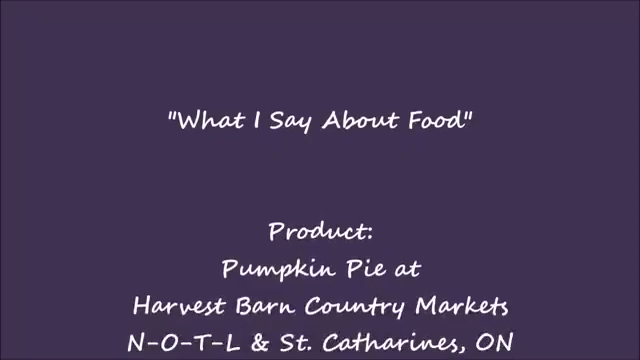 "What I Say About Food"
Product:
Pumpkin Pie at
Harvest Barn Country Markets
N-O-T-L & St. Catharines, ON